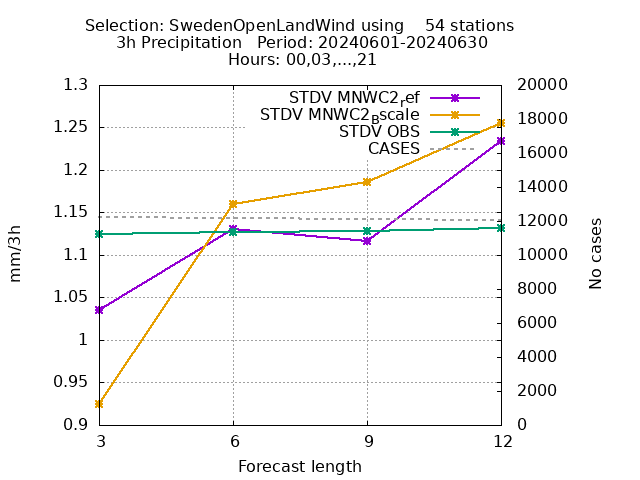 Selection: SwedenOpenLandWind using 54 stations
3h Precipitation Period: 20240601-20240630
Hours: 00,03,...,21
STDV MNWC2ref
STDV MNWC2Bscale
STDV OBS
CASES
1.3
1.25
1.2
1.15
1.1
1.05
1
0.95
0.9
20000
18000
16000
14000
12000
10000
8000
6000
4000
2000
0
mm/3h
No cases
3 6 9 12
Forecast length